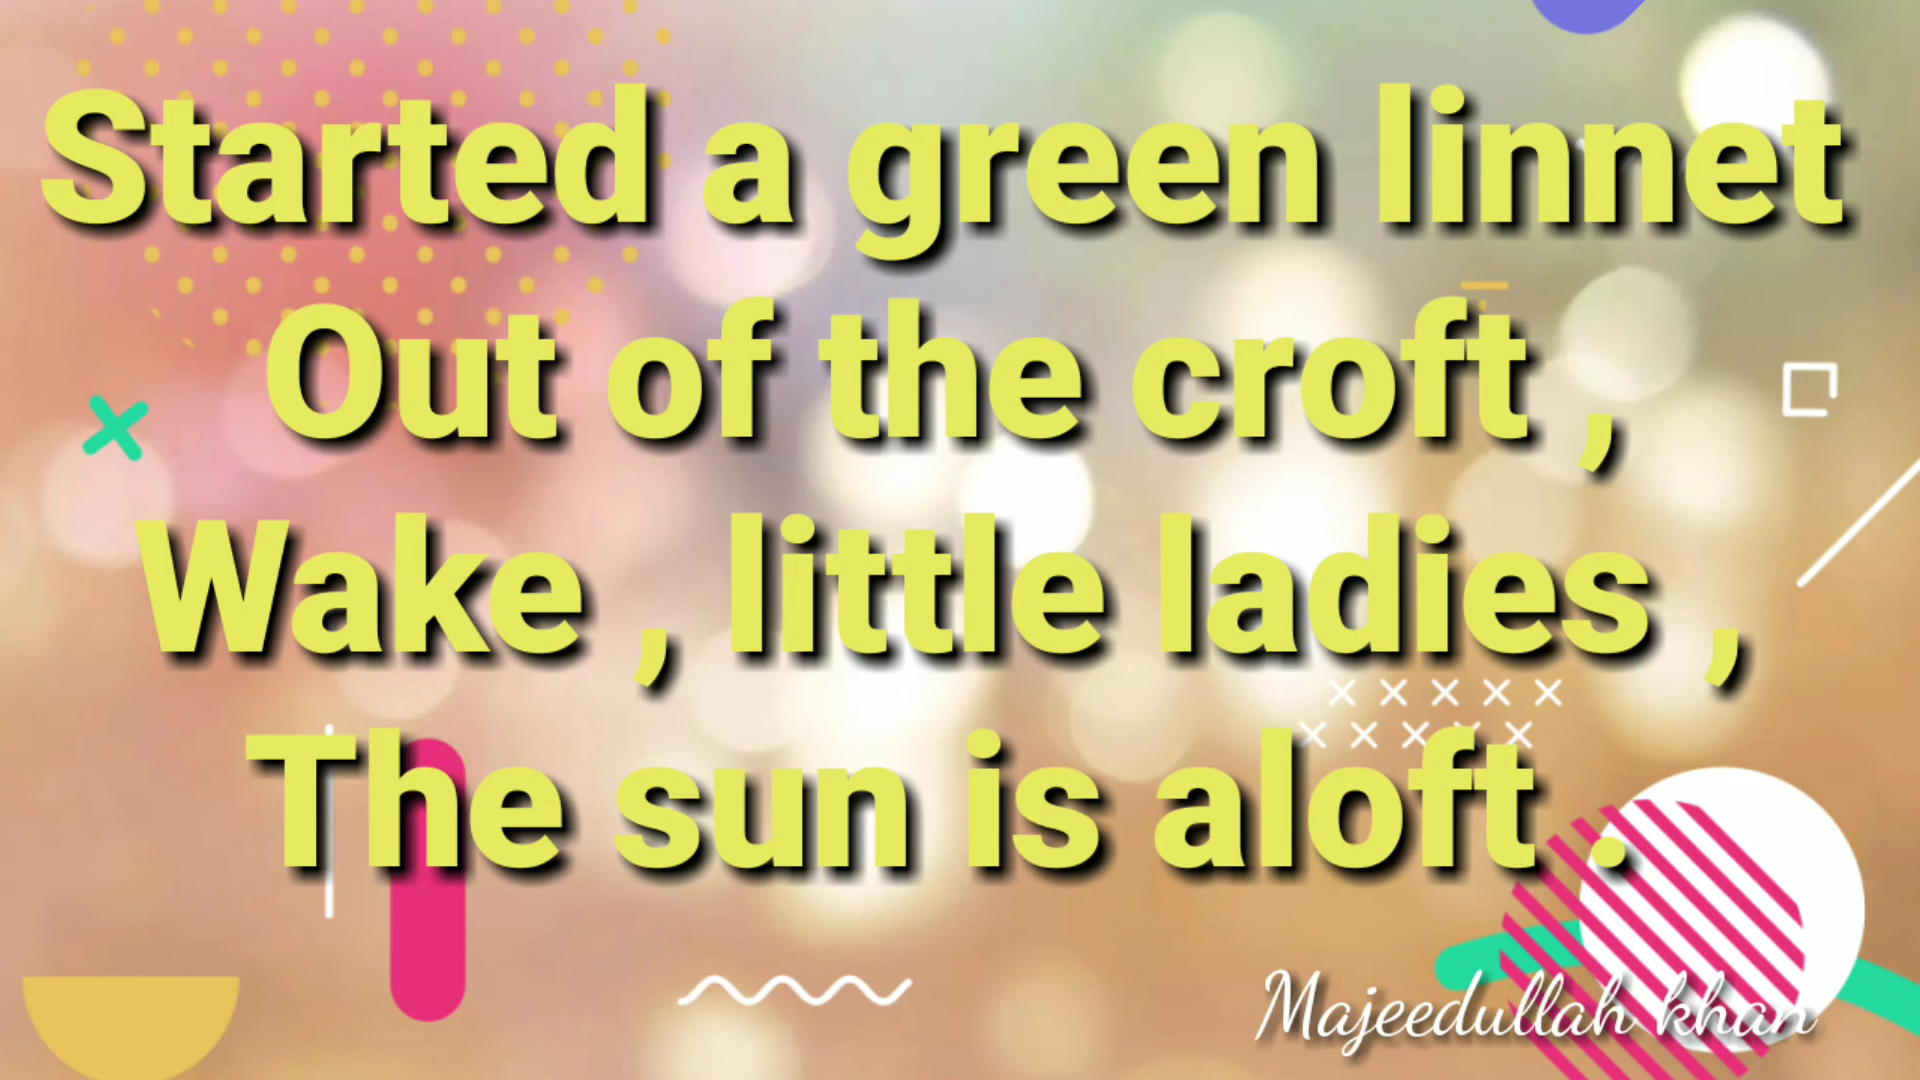 Started a green linnet
Out of the croft ,
Wake , little ladies ,
The sun is aloft .
Majeedullah khan